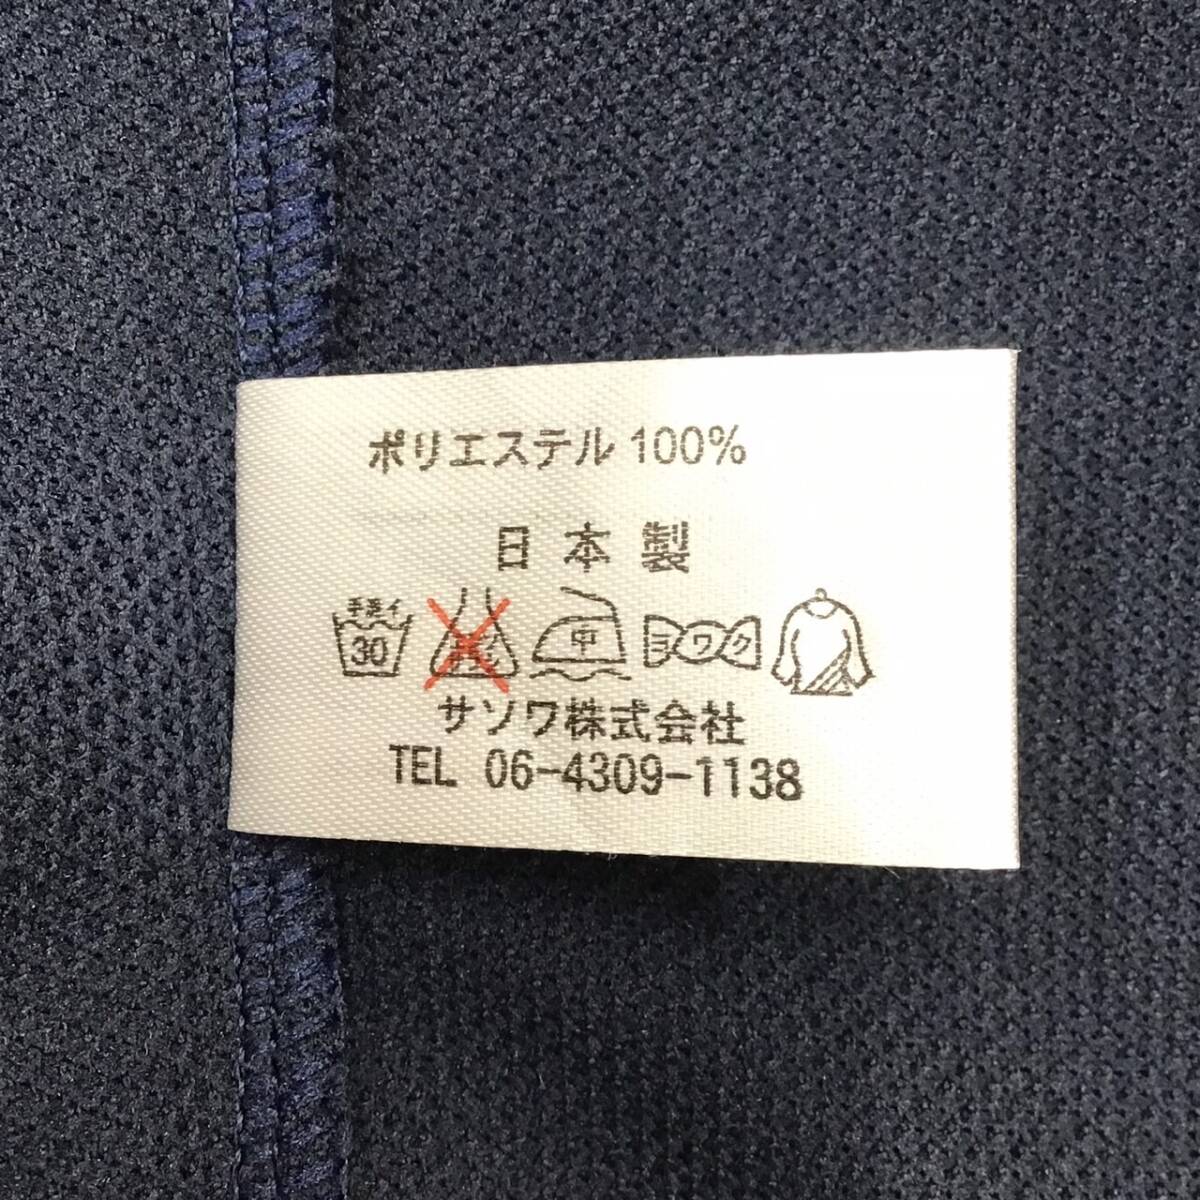 ポリエステル 100%
日本製
手洗イ 30 中 ヨワク
サソワ株式会社
TEL 06-4309-1138